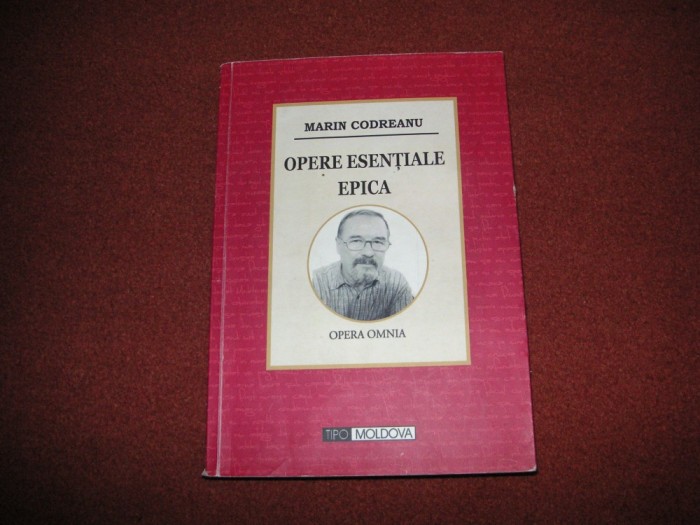 MARIN CODREANU
OPERE ESENȚIALE
EPICA
OPERA OMNIA
TIPO MOLDOVA